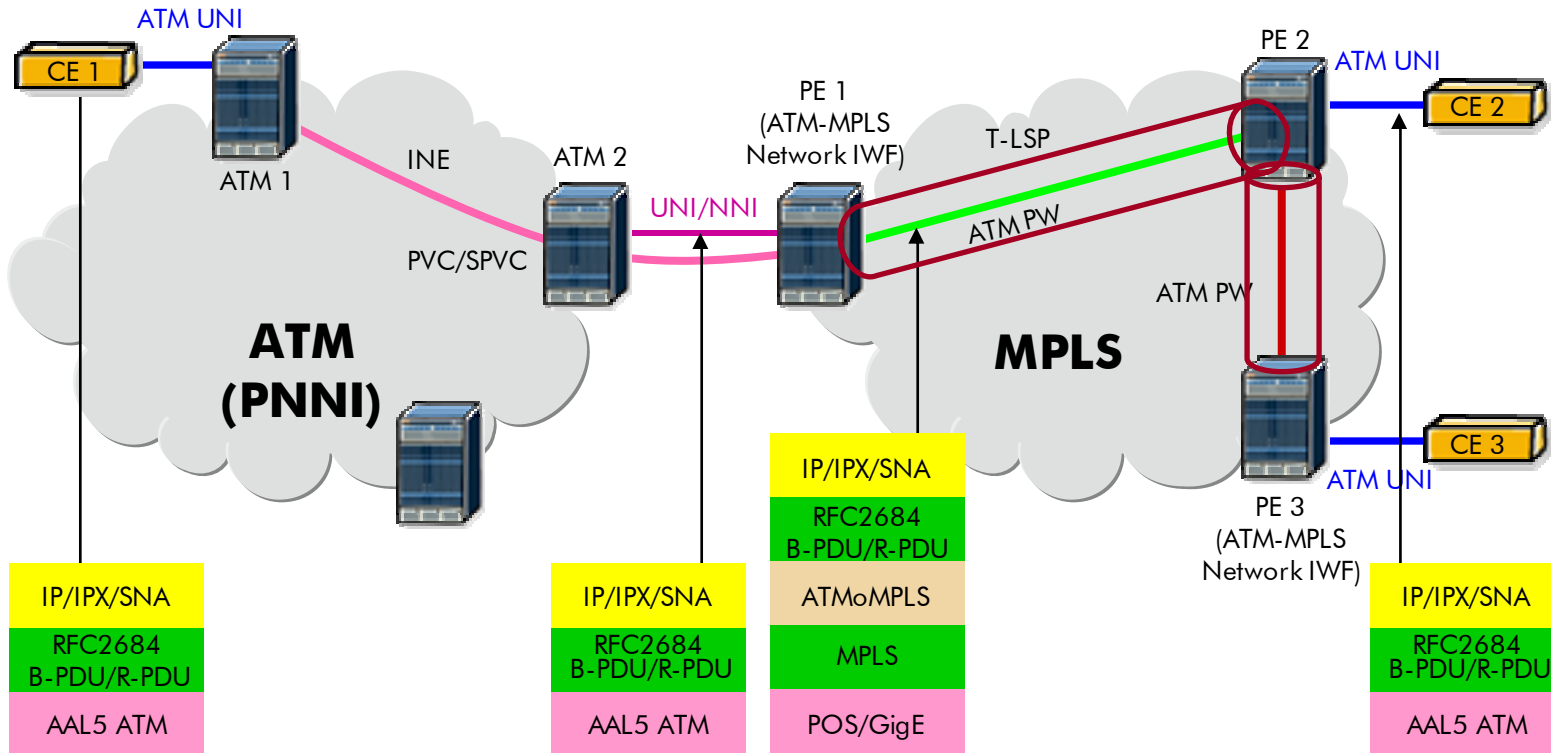 ATM UNI
CE 1
ATM 1
INE
PVC/SPVC
ATM 2
UNI/NNI
PE 1
(ATM-MPLS
Network IWF)
T-LSP
ATM PW
PE 2
ATM UNI
CE 2
ATM PW
ATM
(PNNI)
MPLS
CE 3
ATM UNI
PE 3
(ATM-MPLS
Network IWF)
IP/IPX/SNA
RFC2684
B-PDU/R-PDU
AAL5 ATM
IP/IPX/SNA
RFC2684
B-PDU/R-PDU
AAL5 ATM
IP/IPX/SNA
RFC2684
B-PDU/R-PDU
ATMoMPLS
MPLS
POS/GigE
IP/IPX/SNA
RFC2684
B-PDU/R-PDU
AAL5 ATM